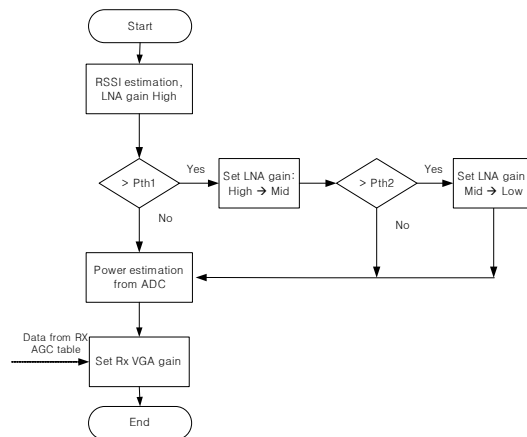 Start
RSSI estimation,
LNA gain High
> Pth1
Yes
Set LNA gain:
High → Mid
> Pth2
Yes
Set LNA gain
Mid → Low
No
No
Power estimation
from ADC
Data from RX
AGC table
Set Rx VGA gain
End